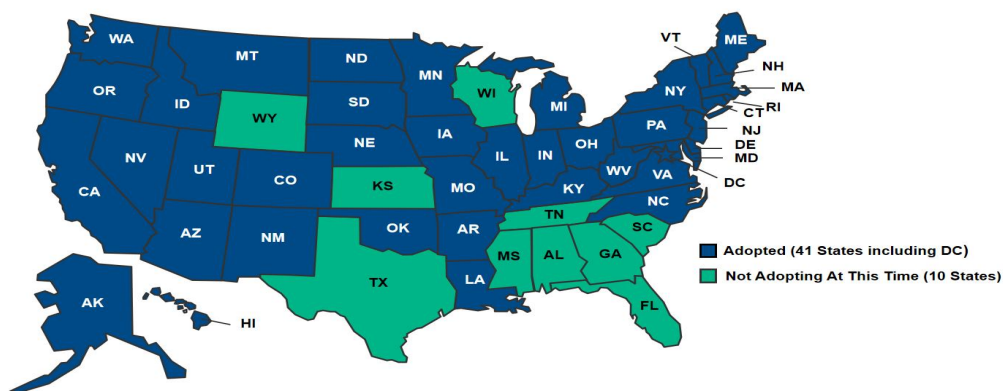 WA
MT
ND
MN
VT
ME
NH
OR
ID
SD
WI
MI
NY
MA
RI
CT
WY
IA
PA
NJ
NE
OH
DE
NV
UT
IL
IN
MD
CO
WV
VA
DC
CA
KS
MO
KY
NC
TN
AZ
NM
OK
AR
SC
MS
AL
GA
Adopted (41 States including DC)
TX
LA
Not Adopting At This Time (10 States)
AK
FL
HI